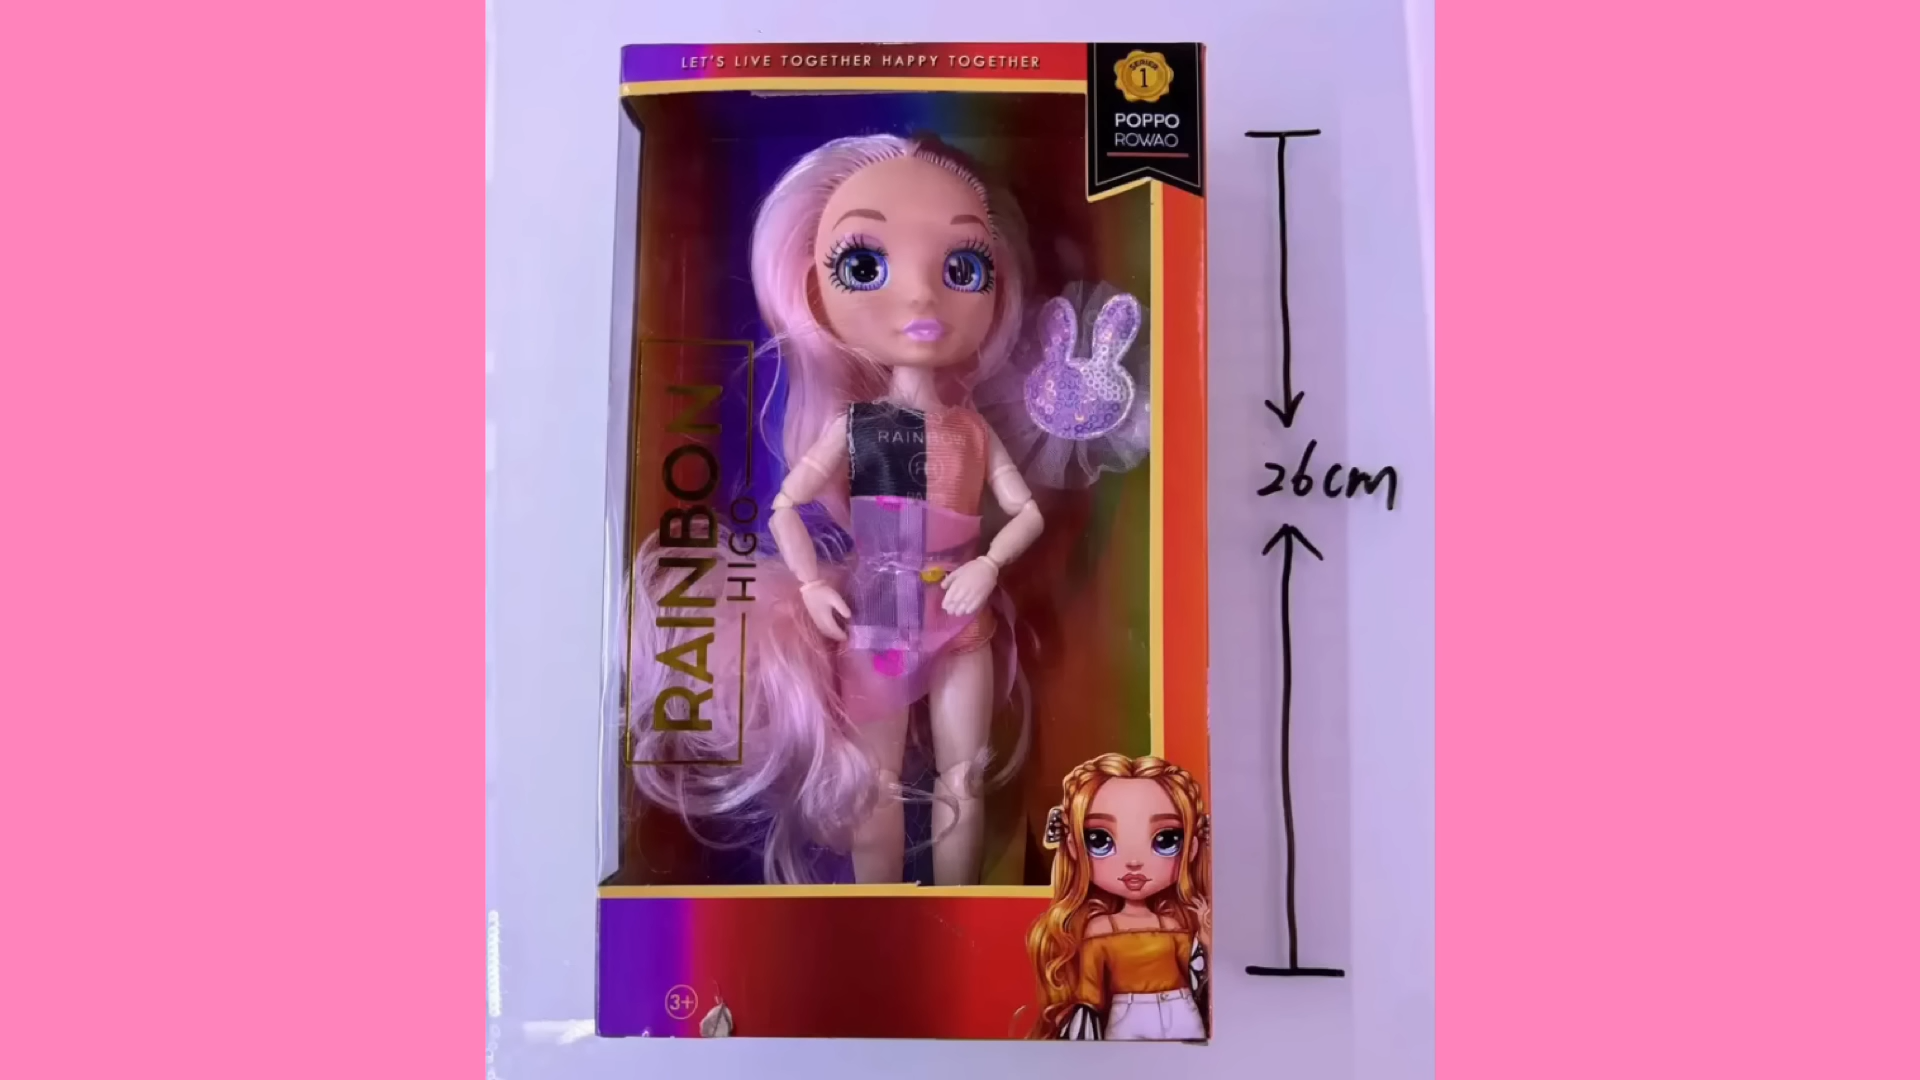 LET'S LIVE TOGETHER HAPPY TOGETHER
SERIES
1
POPPO
ROWAO
RAINBOW
RAINBON
HIGO
26cm
3+